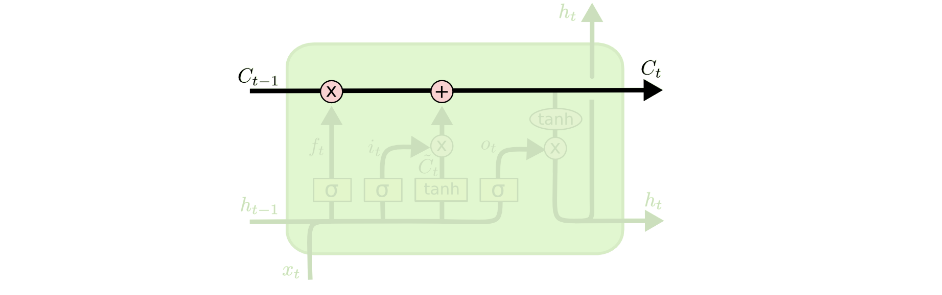 h_t
C_{t-1}
C_t
x
+
tanh
f_t
i_t
x
o_t
x
C̃_t
σ
σ
tanh
σ
h_{t-1}
h_t
x_t